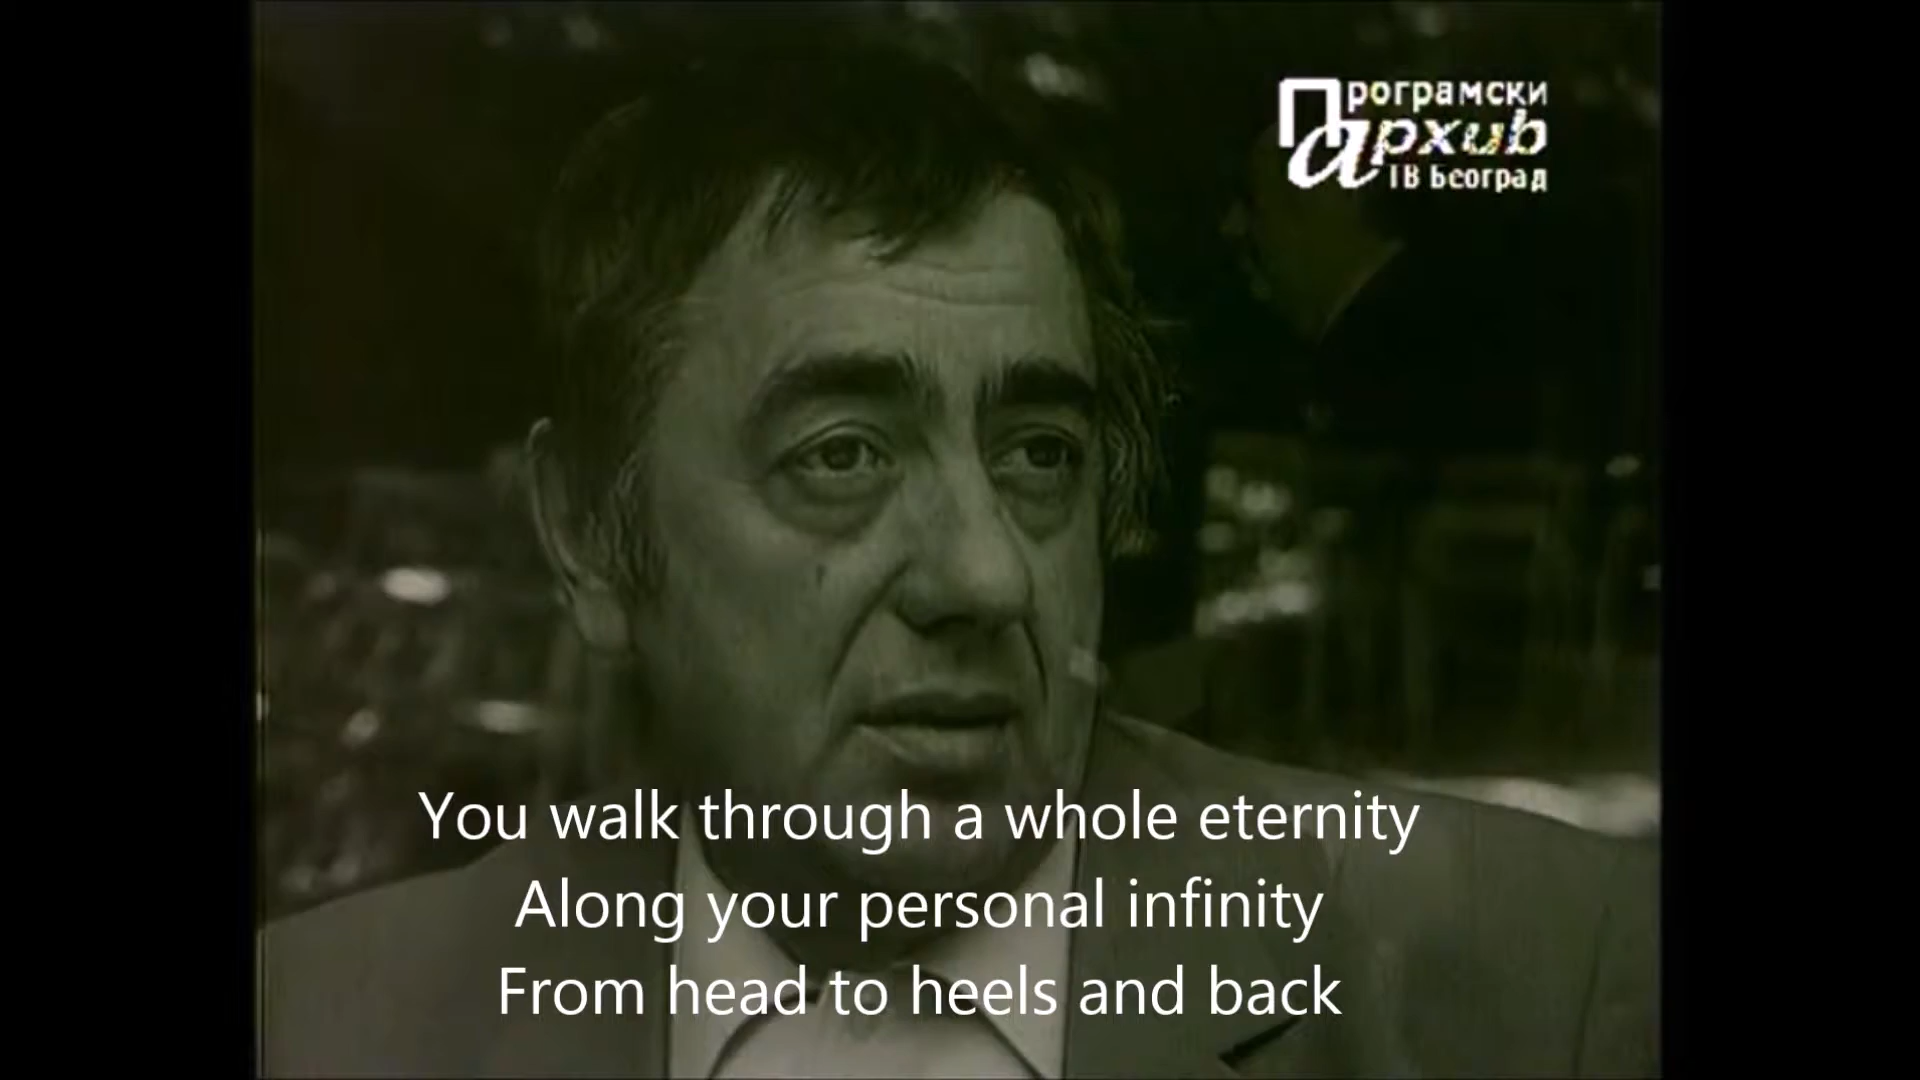 Програмски
архив
ТВ Београд
You walk through a whole eternity
Along your personal infinity
From head to heels and back